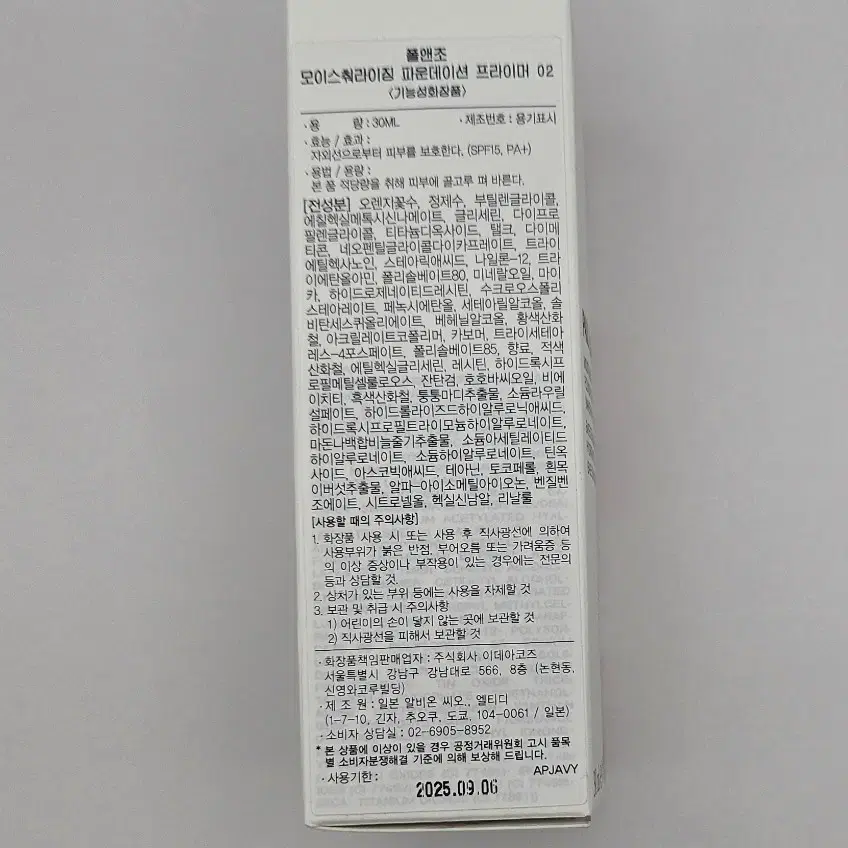 폴앤조
모이스춰라이징 파운데이션 프라이머 02
<기능성화장품>
·용 량 : 30ML ·제조번호 : 용기표시
·효능 / 효과 :
자외선으로부터 피부를 보호한다. (SPF15, PA+)
·용법 / 용량 :
본 품 적당량을 취해 피부에 골고루 펴 바른다.
[전성분] 오렌지꽃수, 정제수, 부틸렌글라이콜,
에칠헥실메톡시신나메이트, 글리세린, 다이프로
필렌글라이콜, 티타늄디옥사이드, 탤크, 다이메
티콘, 네오펜틸글라이콜다이카프레이트, 트라이
에틸헥사노인, 스테아릭애씨드, 나일론-12, 트라
이에탄올아민, 폴리솔베이트80, 미네랄오일, 마이
카, 하이드로제네이티드레시틴, 수크로오스폴리
스테아레이트, 페녹시에탄올, 세테아릴알코올, 솔
비탄세스퀴올리에이트, 베헤닐알코올, 황색산화
철, 아크릴레이트코폴리머, 카보머, 트라이세테아
레스-4포스페이트, 폴리솔베이트85, 향료, 적색
산화철, 에틸헥실글리세린, 레시틴, 하이드록시프
로필메틸셀룰로오스, 잔탄검, 호호바씨오일, 비에
이치티, 흑색산화철, 퉁퉁마디추출물, 소듐라우릴
설페이트, 하이드롤라이즈드하이알루로닉애씨드,
하이드록시프로필트라이모늄하이알루로네이트,
마돈나백합비늘줄기추출물, 소듐아세틸레이티드
하이알루로네이트, 소듐하이알루로네이트, 틴옥
사이드, 아스코빅애씨드, 테아닌, 토코페롤, 흰목
이버섯추출물, 알파-아이소메틸아이오논, 벤질벤
조에이트, 시트로넬올, 헥실신남알, 리날룰
[사용할 때의 주의사항]
1. 화장품 사용 시 또는 사용 후 직사광선에 의하여
사용부위가 붉은 반점, 부어오름 또는 가려움증 등
의 이상 증상이나 부작용이 있는 경우에는 전문의
등과 상담할 것.
2. 상처가 있는 부위 등에는 사용을 자제할 것
3. 보관 및 취급 시 주의사항
1) 어린이의 손이 닿지 않는 곳에 보관할 것
2) 직사광선을 피해서 보관할 것
·화장품책임판매업자 : 주식회사 이데아코즈
서울특별시 강남구 강남대로 566, 8층 (논현동,
신영와코루빌딩)
·제 조 원 : 일본 알비온 씨오., 엘티디
(1-7-10, 긴자, 추오쿠, 도쿄, 104-0061 / 일본)
·소비자 상담실 : 02-6905-8952
* 본 상품에 이상이 있을 경우 공정거래위원회 고시 품목
별 소비자분쟁해결 기준에 의해 보상해 드립니다.
·사용기한 : APJAVY
2025.09.06